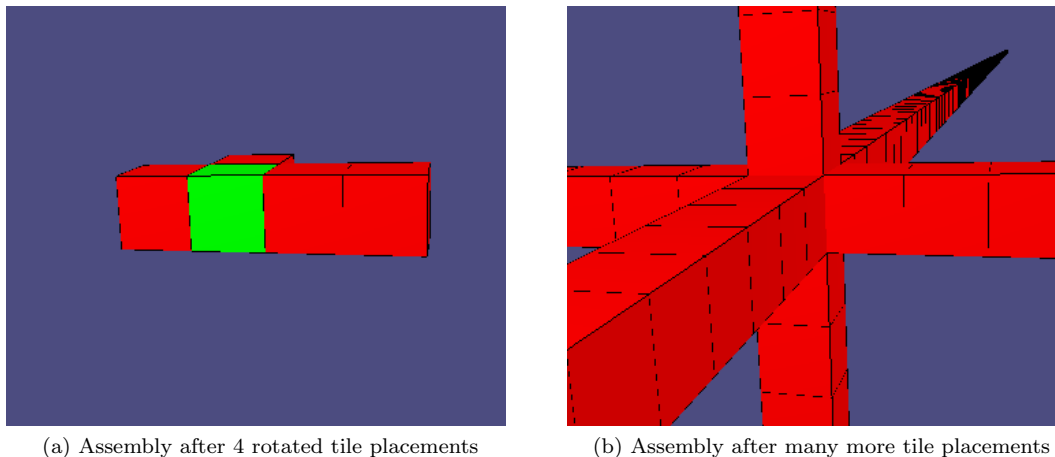 (a) Assembly after 4 rotated tile placements
(b) Assembly after many more tile placements